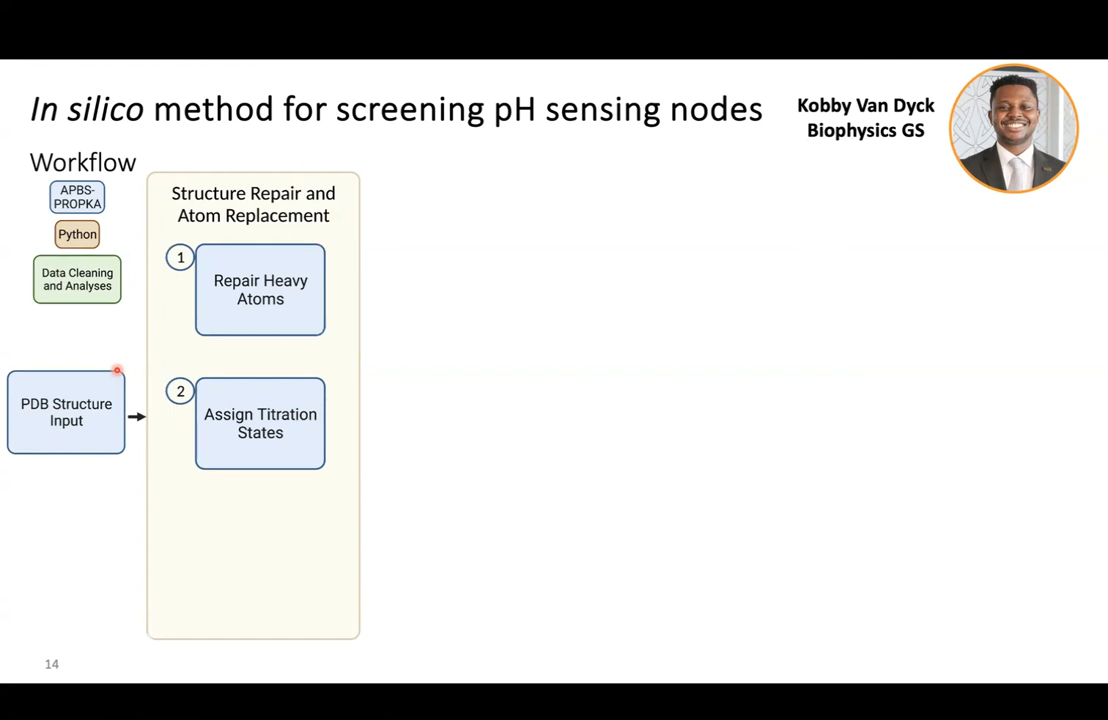 In silico method for screening pH sensing nodes
Kobby Van Dyck
Biophysics GS
Workflow
APBS-
PROPKA
Python
Data Cleaning
and Analyses
PDB Structure
Input
Structure Repair and
Atom Replacement
1
Repair Heavy
Atoms
2
Assign Titration
States
14